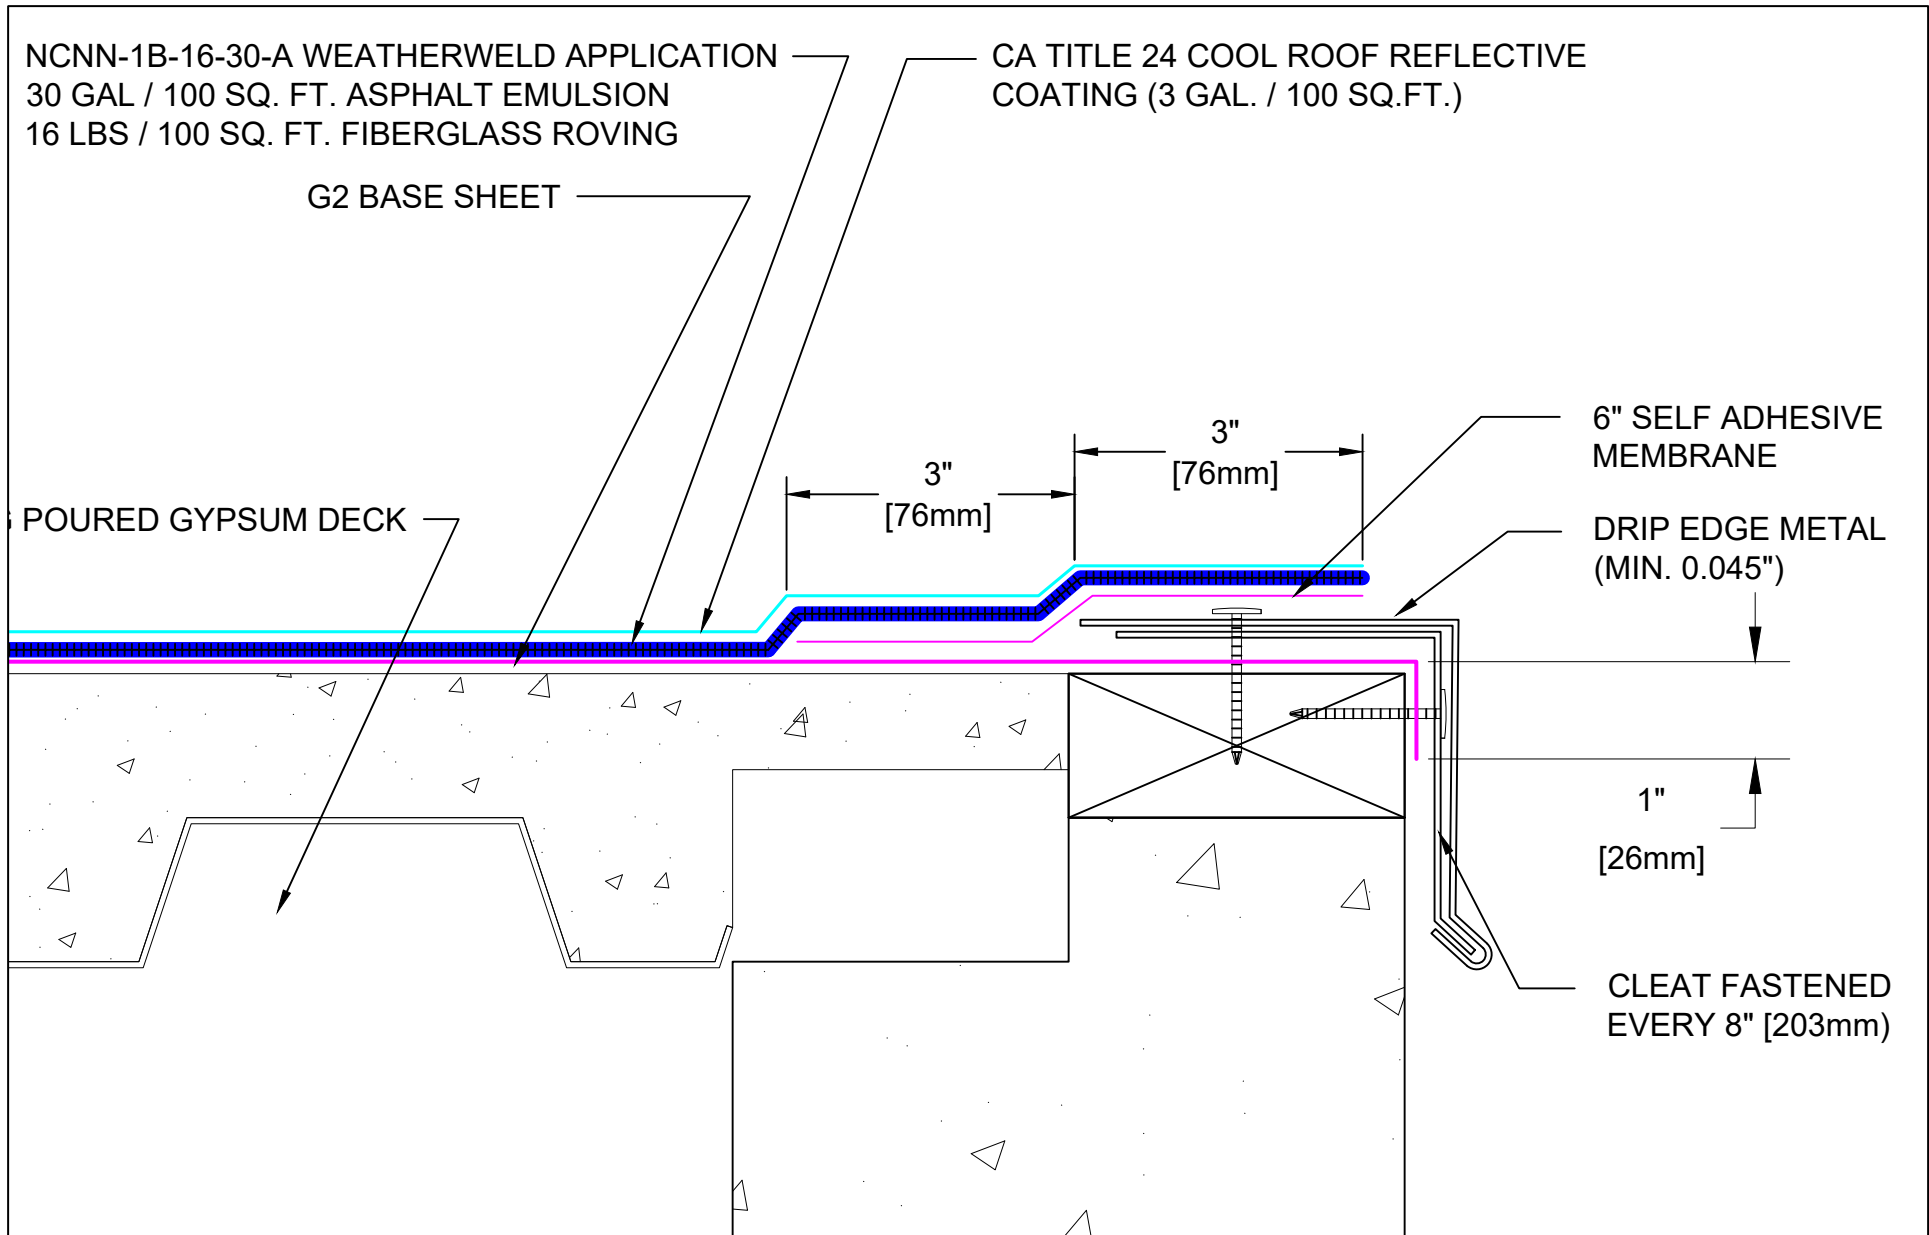 NCNN-1B-16-30-A WEATHERWELD APPLICATION
30 GAL / 100 SQ. FT. ASPHALT EMULSION
16 LBS / 100 SQ. FT. FIBERGLASS ROVING
CA TITLE 24 COOL ROOF REFLECTIVE
COATING (3 GAL. / 100 SQ.FT.)
G2 BASE SHEET
6" SELF ADHESIVE
MEMBRANE
3"
[76mm]
3"
[76mm]
POURED GYPSUM DECK
DRIP EDGE METAL
(MIN. 0.045")
1"
[26mm]
CLEAT FASTENED
EVERY 8" [203mm)